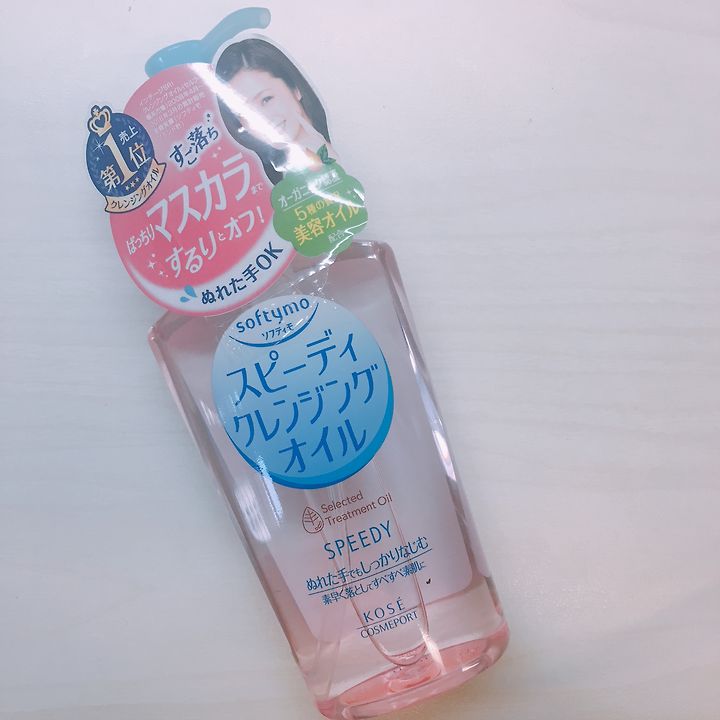 売上
第1位
クレンジングオイル
すご落ち
ばっちりマスカラまで
するりとオフ!
ぬれた手OK
5種の
美容オイル
配合
softymo
ソフティモ
スピーディ
クレンジング
オイル
Selected
Treatment Oil
SPEEDY
ぬれた手でもしっかりなじむ
素早く落としてすべすべ素肌に
KOSÉ
COSMEPORT